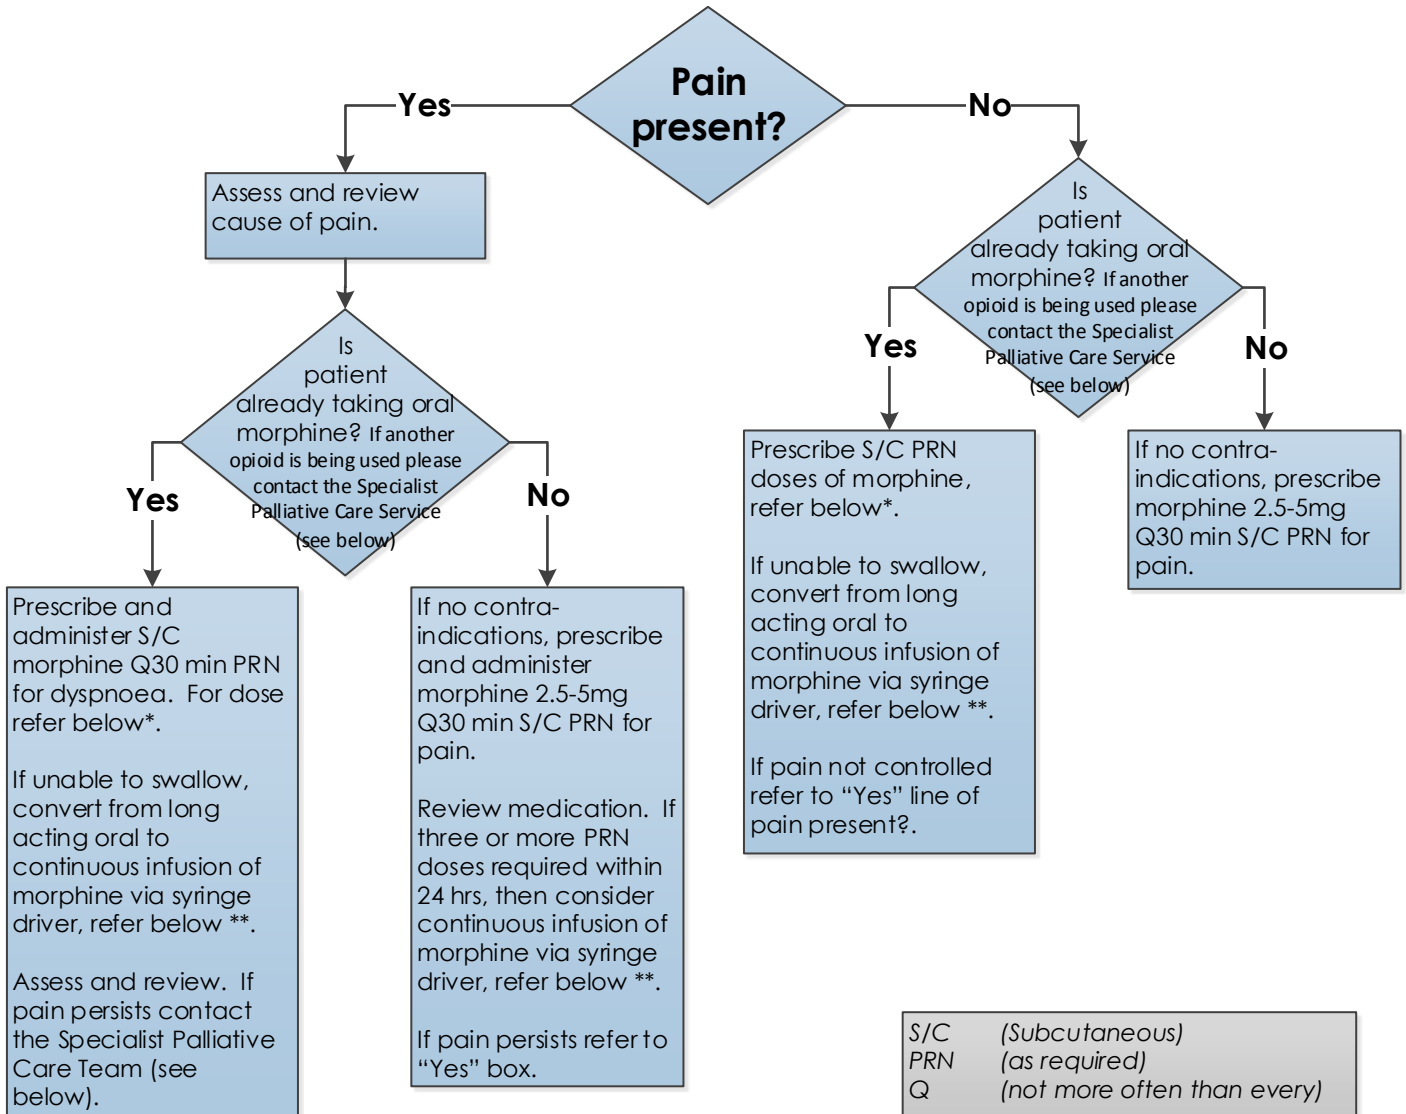 Pain
present?
Yes
No
Assess and review
cause of pain.
Is
patient
already taking oral
morphine? If another
opioid is being used please
contact the Specialist
Palliative Care Service
(see below)
Yes
No
Is
patient
already taking oral
morphine? If another
opioid is being used please
contact the Specialist
Palliative Care Service
(see below)
Yes
No
Prescribe and
administer S/C
morphine Q30 min PRN
for dyspnoea. For dose
refer below*.
If unable to swallow,
convert from long
acting oral to
continuous infusion of
morphine via syringe
driver, refer below **.
Assess and review. If
pain persists contact
the Specialist Palliative
Care Team (see
below).
If no contra-
indications, prescribe
and administer
morphine 2.5-5mg
Q30 min S/C PRN for
pain.
Review medication. If
three or more PRN
doses required within
24 hrs, then consider
continuous infusion of
morphine via syringe
driver, refer below **.
If pain persists refer to
“Yes” box.
Prescribe S/C PRN
doses of morphine,
refer below*.
If unable to swallow,
convert from long
acting oral to
continuous infusion of
morphine via syringe
driver, refer below **.
If pain not controlled
refer to “Yes” line of
pain present?.
If no contra-
indications, prescribe
morphine 2.5-5mg
Q30 min S/C PRN for
pain.
S/C (Subcutaneous)
PRN (as required)
Q (not more often than every)